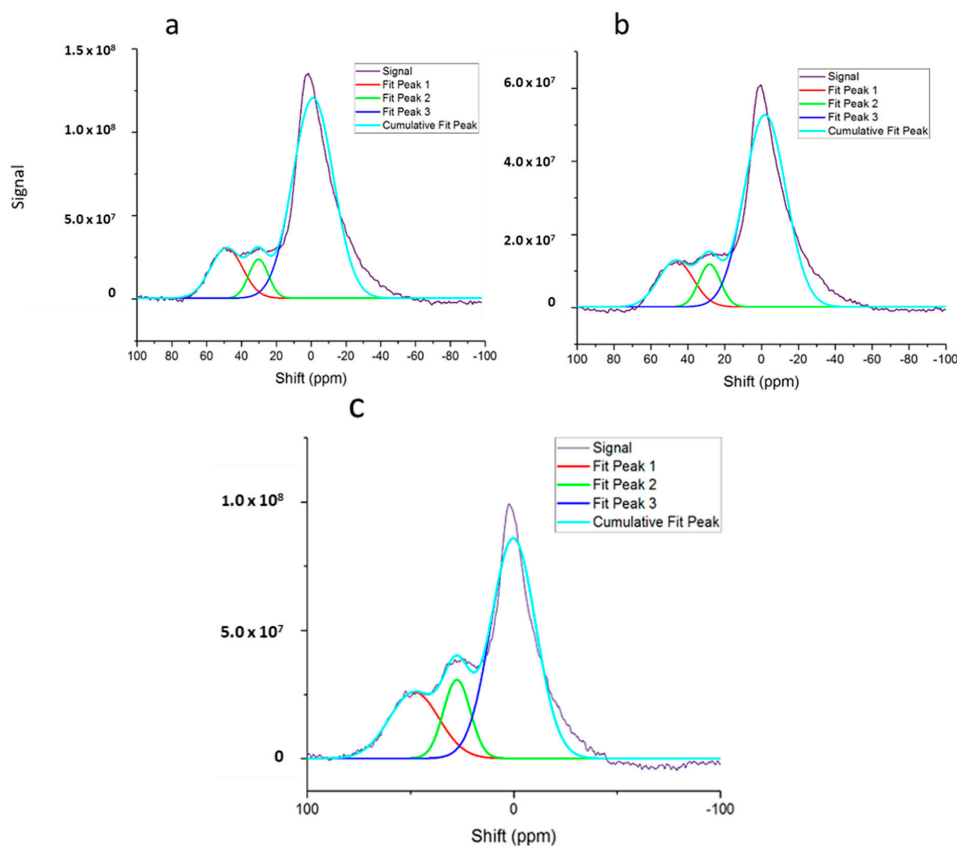 a
1.5 x 10⁸
1.0 x 10⁸
5.0 x 10⁷
0
Signal
Signal
Fit Peak 1
Fit Peak 2
Fit Peak 3
Cumulative Fit Peak
100 80 60 40 20 0 -20 -40 -60 -80 -100
Shift (ppm)
b
6.0 x 10⁷
4.0 x 10⁷
2.0 x 10⁷
0
Signal
Fit Peak 1
Fit Peak 2
Fit Peak 3
Cumulative Fit Peak
100 80 60 40 20 0 -20 -40 -60 -80 -100
Shift (ppm)
c
1.0 x 10⁸
5.0 x 10⁷
0
Signal
Fit Peak 1
Fit Peak 2
Fit Peak 3
Cumulative Fit Peak
100 0 -100
Shift (ppm)